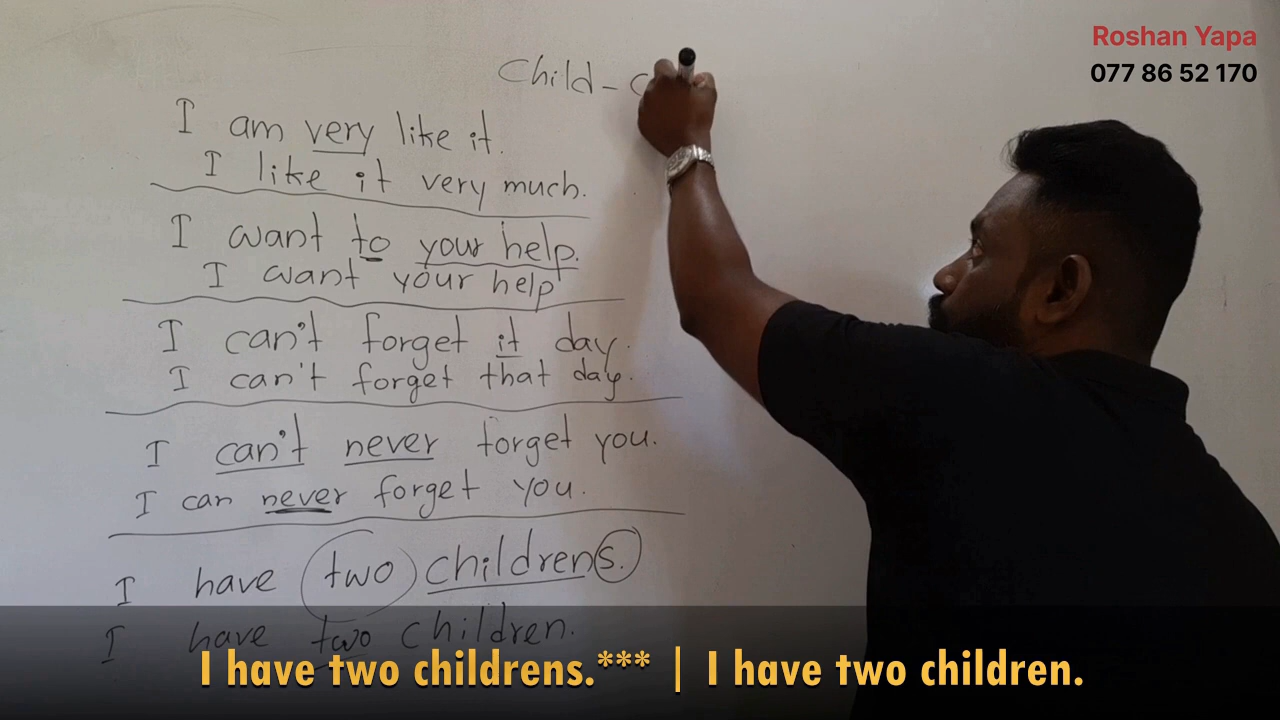 Roshan Yapa
077 86 52 170
Child - c
I am very like it.
I like it very much.
I want to your help.
I want your help
I can't forget it day.
I can't forget that day.
I can't never forget you.
I can never forget you.
I have two childrens.
I have two children.
I have two childrens.*** | I have two children.